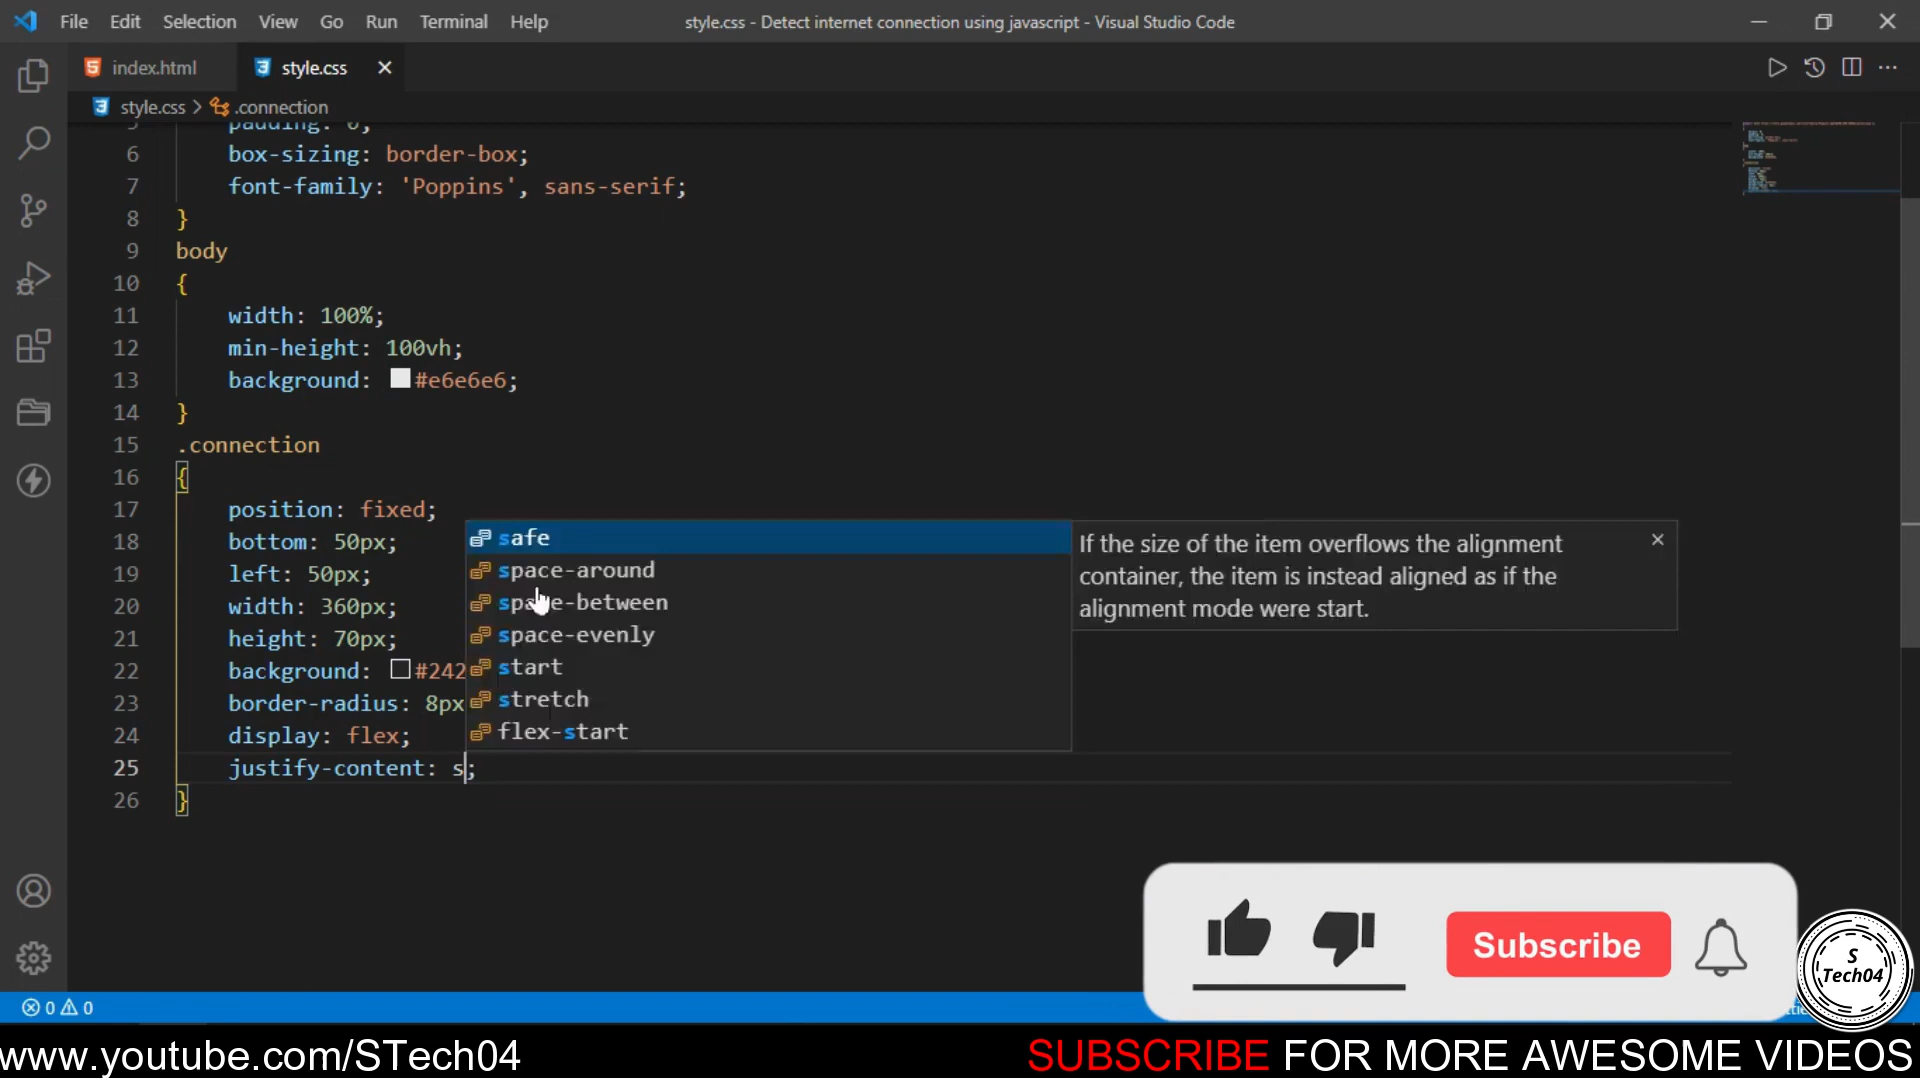 File Edit Selection View Go Run Terminal Help style.css - Detect internet connection using javascript - Visual Studio Code
index.html style.css
style.css > .connection
5 padding: 0;
6 box-sizing: border-box;
7 font-family: 'Poppins', sans-serif;
8 }
9 body
10 {
11 width: 100%;
12 min-height: 100vh;
13 background: #e6e6e6;
14 }
15 .connection
16 {
17 position: fixed;
18 bottom: 50px;
19 left: 50px;
20 width: 360px;
21 height: 70px;
22 background: #242
23 border-radius: 8px
24 display: flex;
25 justify-content: s;
26 }
safe
space-around
space-between
space-evenly
start
stretch
flex-start
If the size of the item overflows the alignment
container, the item is instead aligned as if the
alignment mode were start.
Subscribe
S
Tech04
0 0
www.youtube.com/STech04 SUBSCRIBE FOR MORE AWESOME VIDEOS